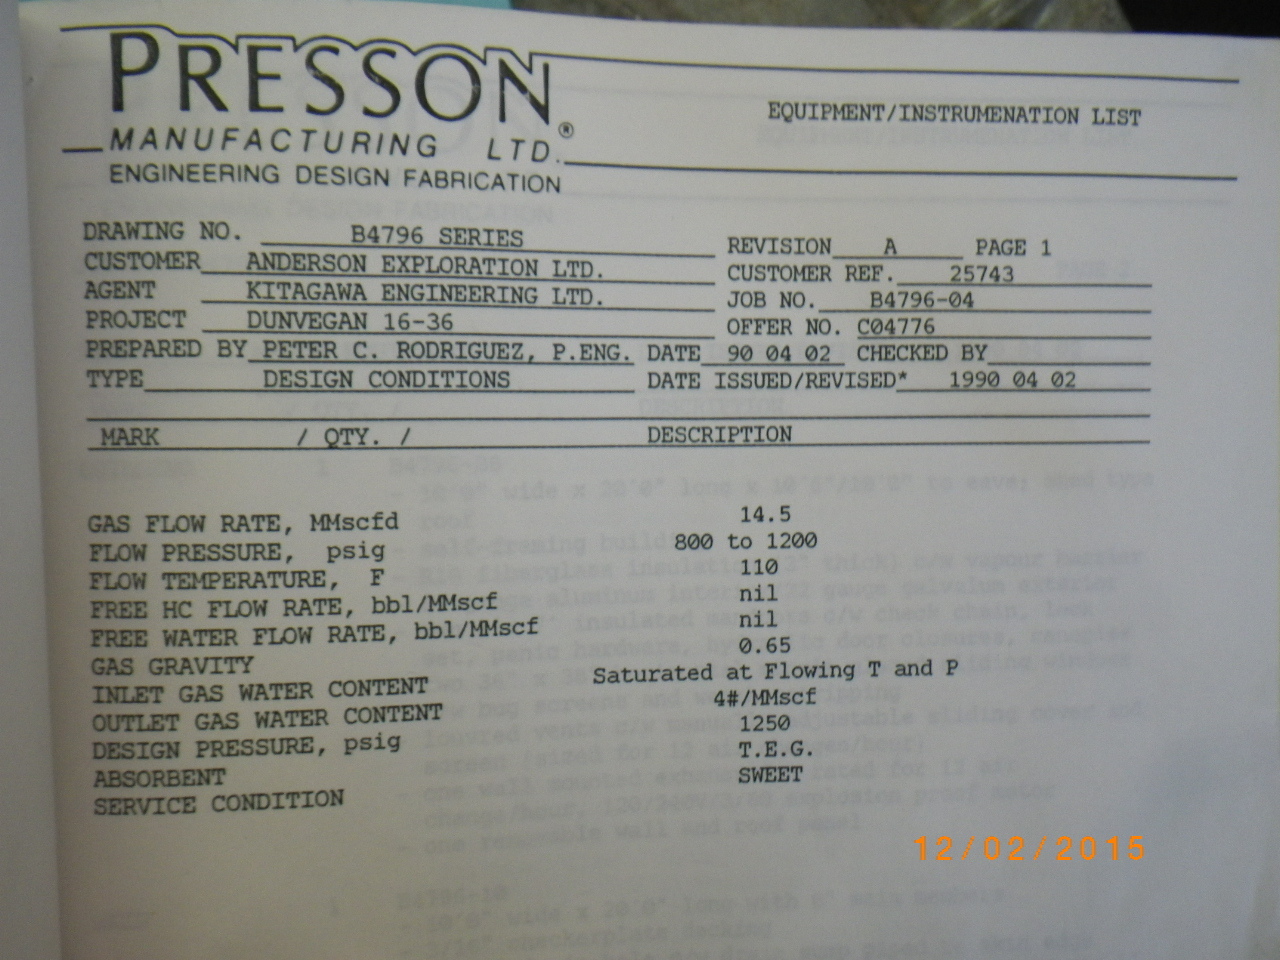 PRESSON
MANUFACTURING LTD.®
ENGINEERING DESIGN FABRICATION
EQUIPMENT/INSTRUMENATION LIST
DRAWING NO. B4796 SERIES REVISION A PAGE 1
CUSTOMER ANDERSON EXPLORATION LTD. CUSTOMER REF. 25743
AGENT KITAGAWA ENGINEERING LTD. JOB NO. B4796-04
PROJECT DUNVEGAN 16-36 OFFER NO. C04776
PREPARED BY PETER C. RODRIGUEZ, P.ENG. DATE 90 04 02 CHECKED BY
TYPE DESIGN CONDITIONS DATE ISSUED/REVISED* 1990 04 02
MARK / QTY. / DESCRIPTION
GAS FLOW RATE, MMscfd 14.5
FLOW PRESSURE, psig 800 to 1200
FLOW TEMPERATURE, F 110
FREE HC FLOW RATE, bbl/MMscf nil
FREE WATER FLOW RATE, bbl/MMscf nil
GAS GRAVITY 0.65
INLET GAS WATER CONTENT Saturated at Flowing T and P
OUTLET GAS WATER CONTENT 4#/MMscf
DESIGN PRESSURE, psig 1250
ABSORBENT T.E.G.
SERVICE CONDITION SWEET
12/02/2015